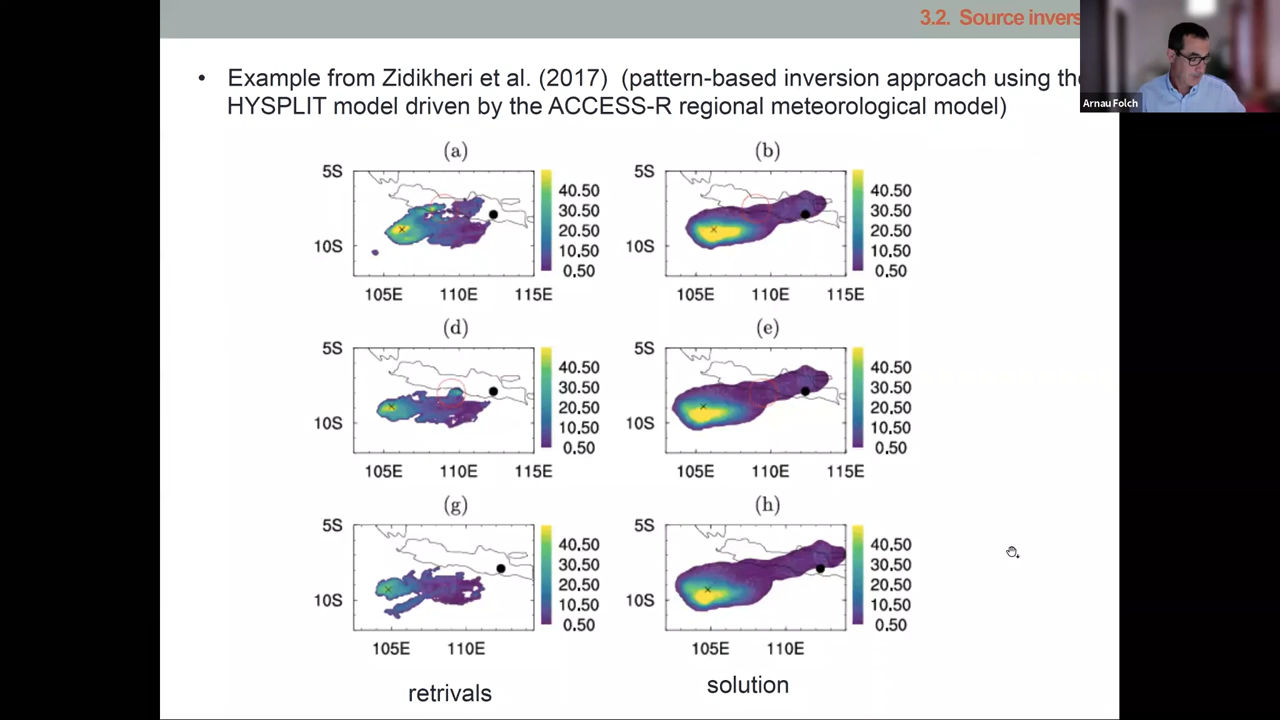 3.2. Source invers
Arnau Folch
• Example from Zidikheri et al. (2017) (pattern-based inversion approach using the
HYSPLIT model driven by the ACCESS-R regional meteorological model)
(a) (b)
5S 40.50 5S 40.50
30.50 30.50
20.50 20.50
10S 10.50 10S 10.50
0.50 0.50
105E 110E 115E 105E 110E 115E
(d) (e)
5S 40.50 5S 40.50
30.50 30.50
20.50 20.50
10S 10.50 10S 10.50
0.50 0.50
105E 110E 115E 105E 110E 115E
(g) (h)
5S 40.50 5S 40.50
30.50 30.50
20.50 20.50
10S 10.50 10S 10.50
0.50 0.50
105E 110E 105E 110E
retrivals solution